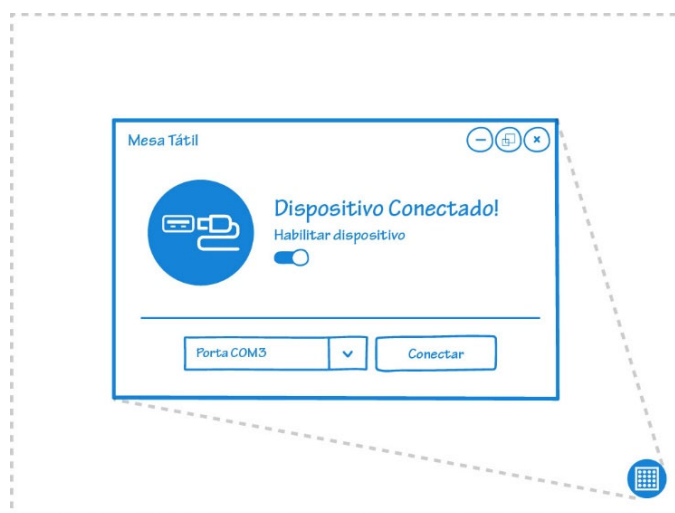 Mesa Tátil
Dispositivo Conectado!
Habilitar dispositivo
Porta COM3
Conectar